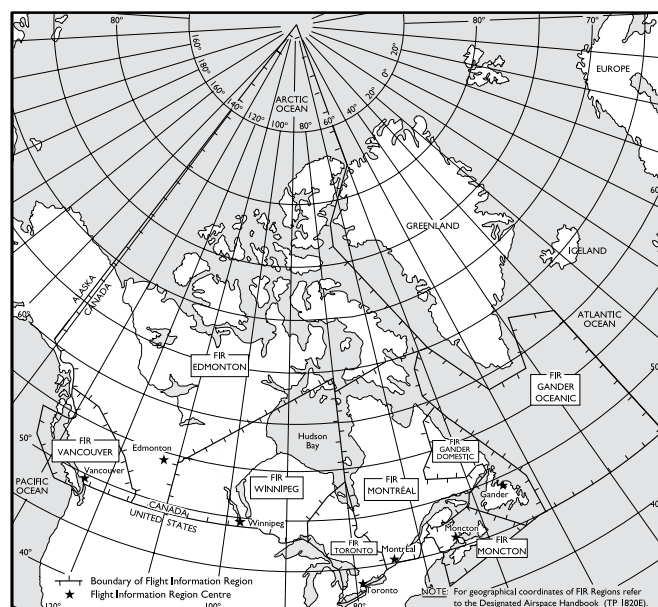 80°
80°
70°
EUROPE
160°
160°
140°
120°
100°
80°
60°
40°
20°
0°
20°
ARCTIC
OCEAN
GREENLAND
ICELAND
ATLANTIC
OCEAN
ALASKA
CANADA
60°
FIR
EDMONTON
FIR
GANDER
OCEANIC
50°
FIR
VANCOUVER
Edmonton
Vancouver
Hudson
Bay
FIR
GANDER
DOMESTIC
60°
50°
PACIFIC
OCEAN
FIR
WINNIPEG
FIR
MONTRÉAL
Gander
CANADA
UNITED STATES
Winnipeg
Moncton
FIR
TORONTO
Montréal
FIR
MONCTON
40°
40°
Toronto
Boundary of Flight Information Region
Flight Information Region Centre
NOTE: For geographical coordinates of FIR Regions refer
to the Designated Airspace Handbook (TP 1820E).
120°
100°
80°